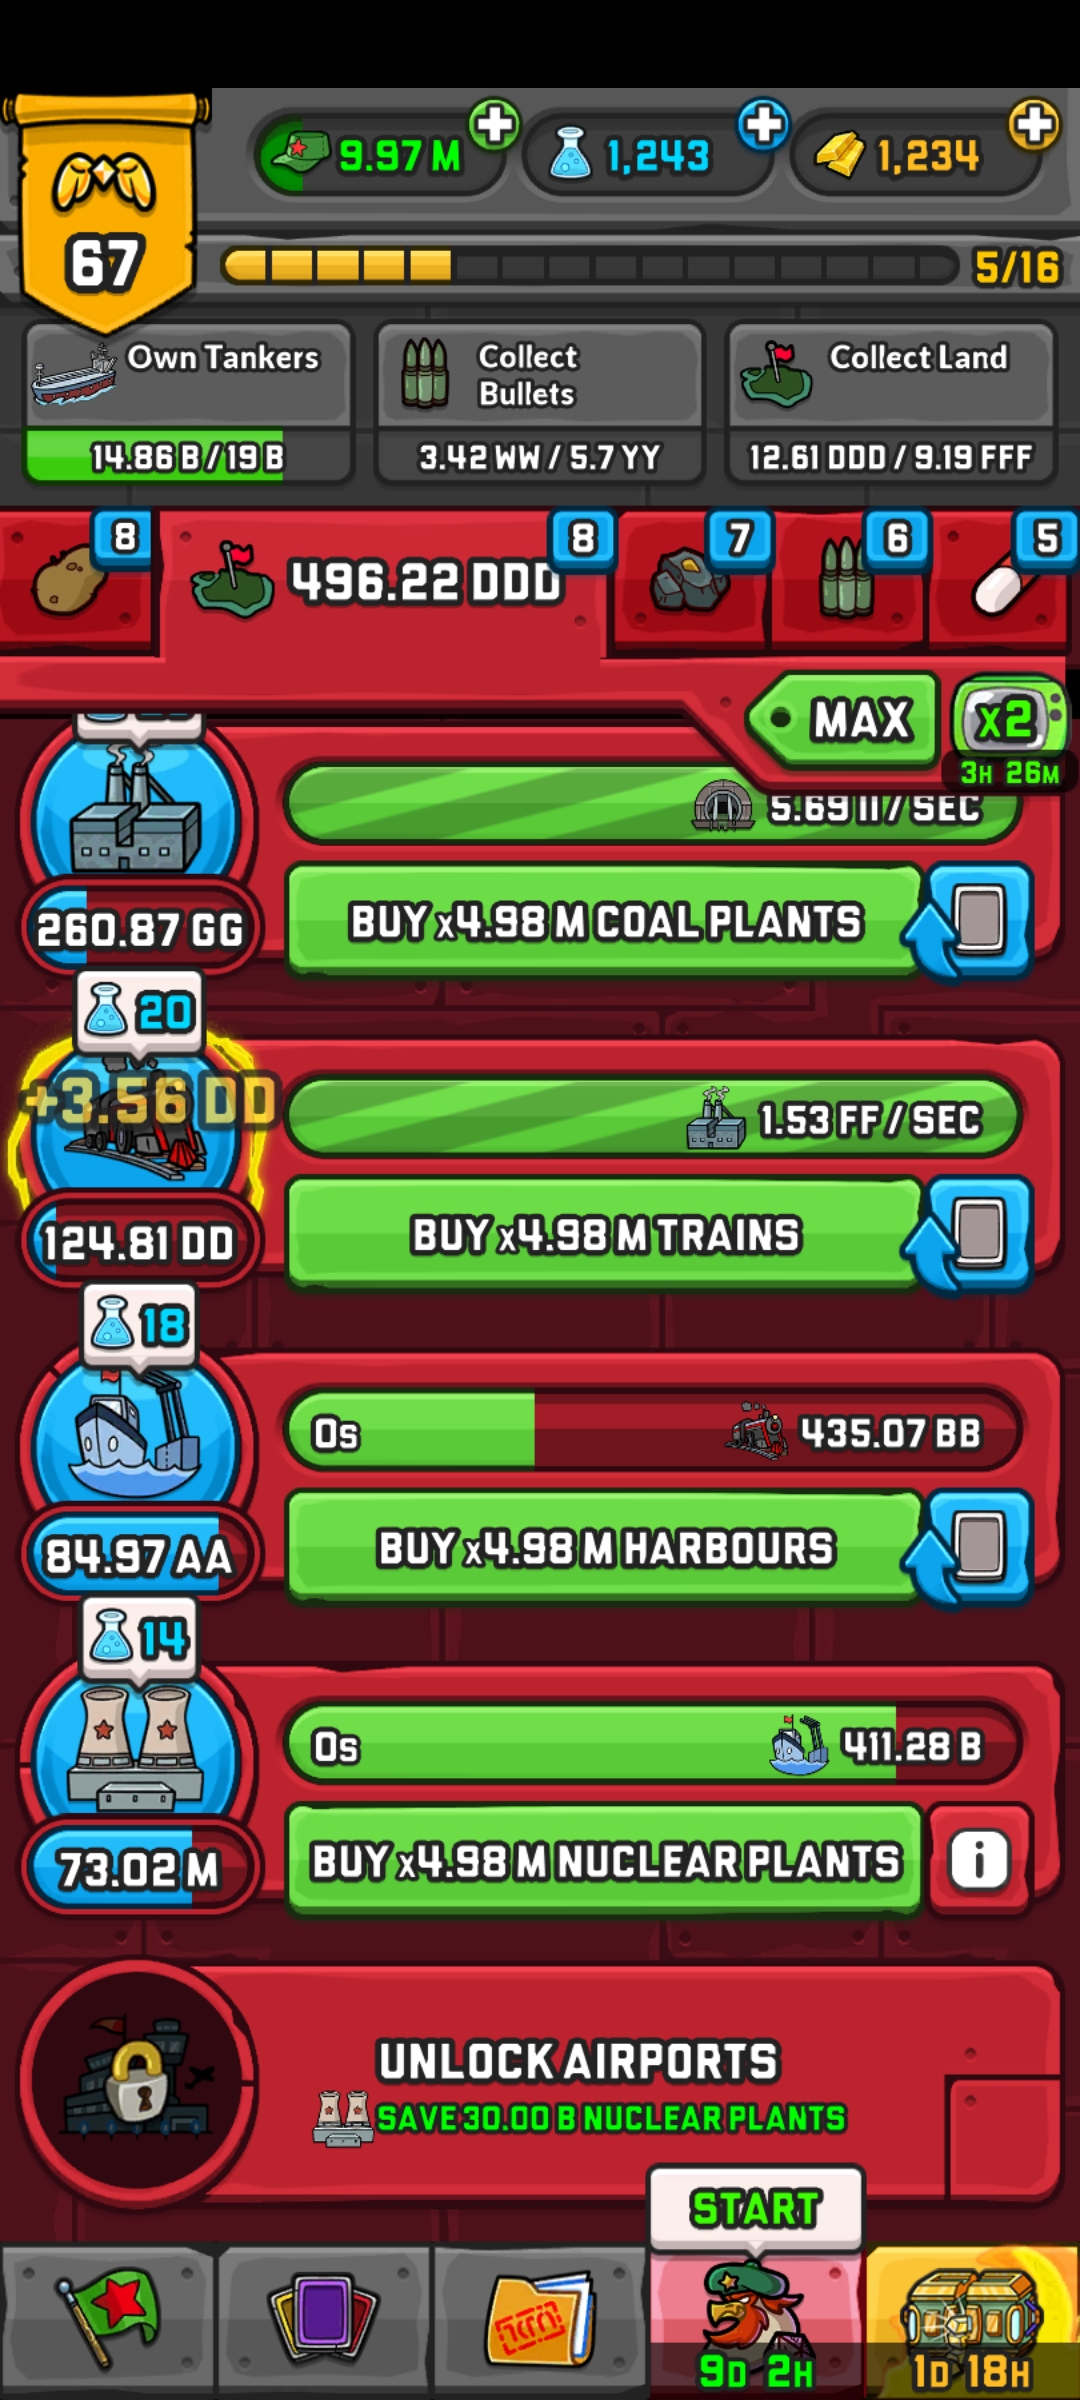 9.97 M
1,243
1,234
67
5/16
Own Tankers
14.86 B / 19 B
Collect
Bullets
3.42 WW / 5.7 YY
Collect Land
12.61 DDD / 9.19 FFF
8
496.22 DDD
8
7
6
5
MAX
x2
3H 26M
5.69 II / SEC
BUY x4.98 M COAL PLANTS
260.87 GG
20
+3.56 DD
1.53 FF / SEC
BUY x4.98 M TRAINS
124.81 DD
18
0s
435.07 BB
BUY x4.98 M HARBOURS
84.97 AA
14
0s
411.28 B
BUY x4.98 M NUCLEAR PLANTS
i
73.02 M
UNLOCK AIRPORTS
SAVE 30.00 B NUCLEAR PLANTS
START
9D 2H
1D 18H